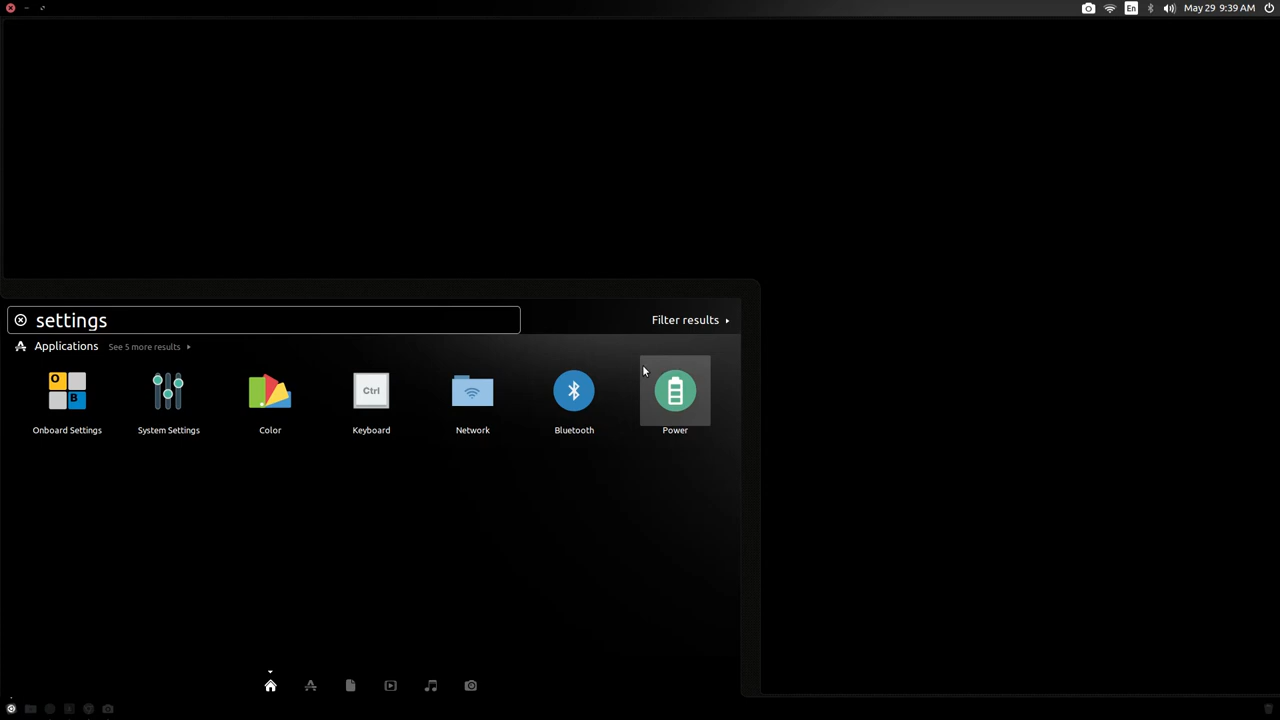 En
May 29 9:39 AM
settings
Filter results
Applications See 5 more results
O
B
Ctrl
Onboard Settings System Settings Color Keyboard Network Bluetooth Power